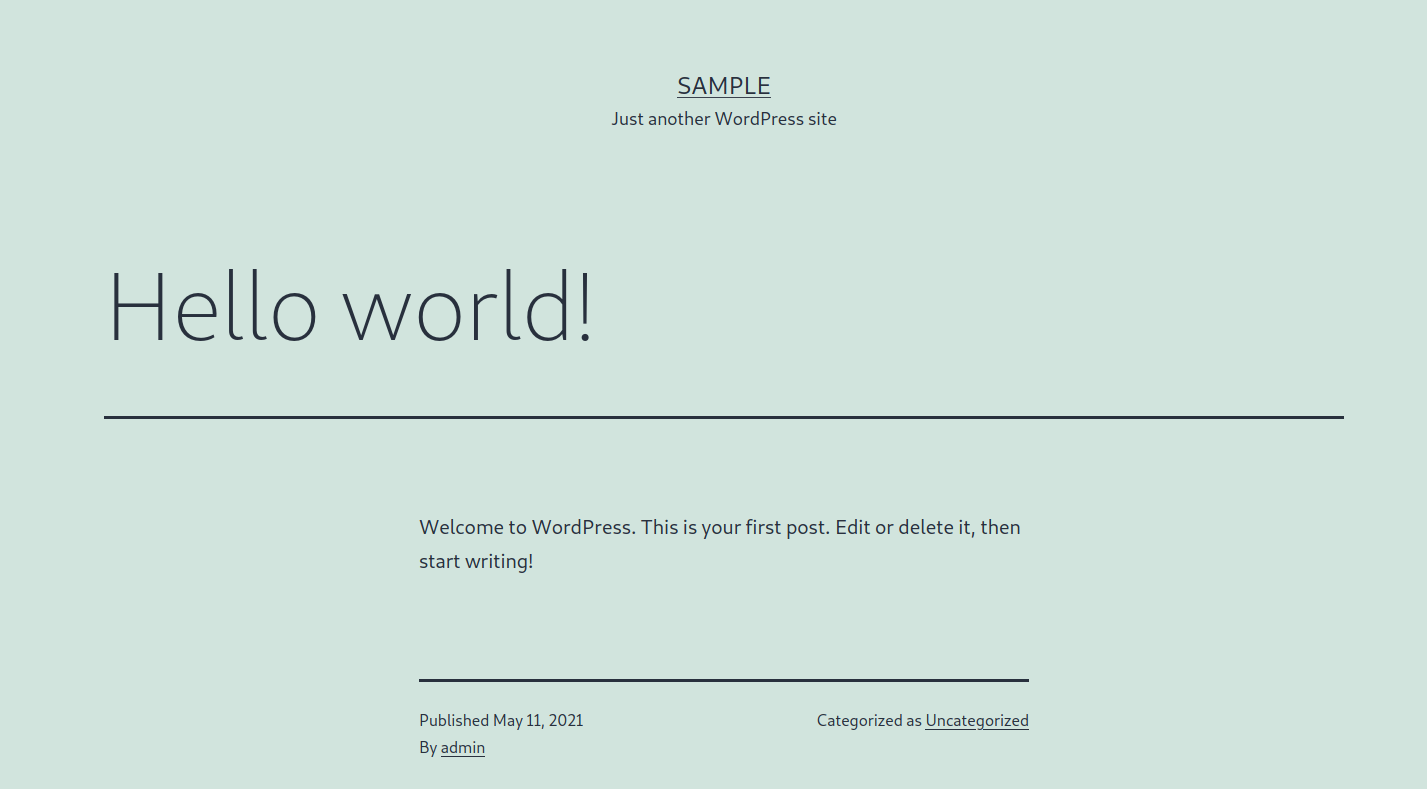 SAMPLE
Just another WordPress site
Hello world!
Welcome to WordPress. This is your first post. Edit or delete it, then
start writing!
Published May 11, 2021
Categorized as Uncategorized
By admin